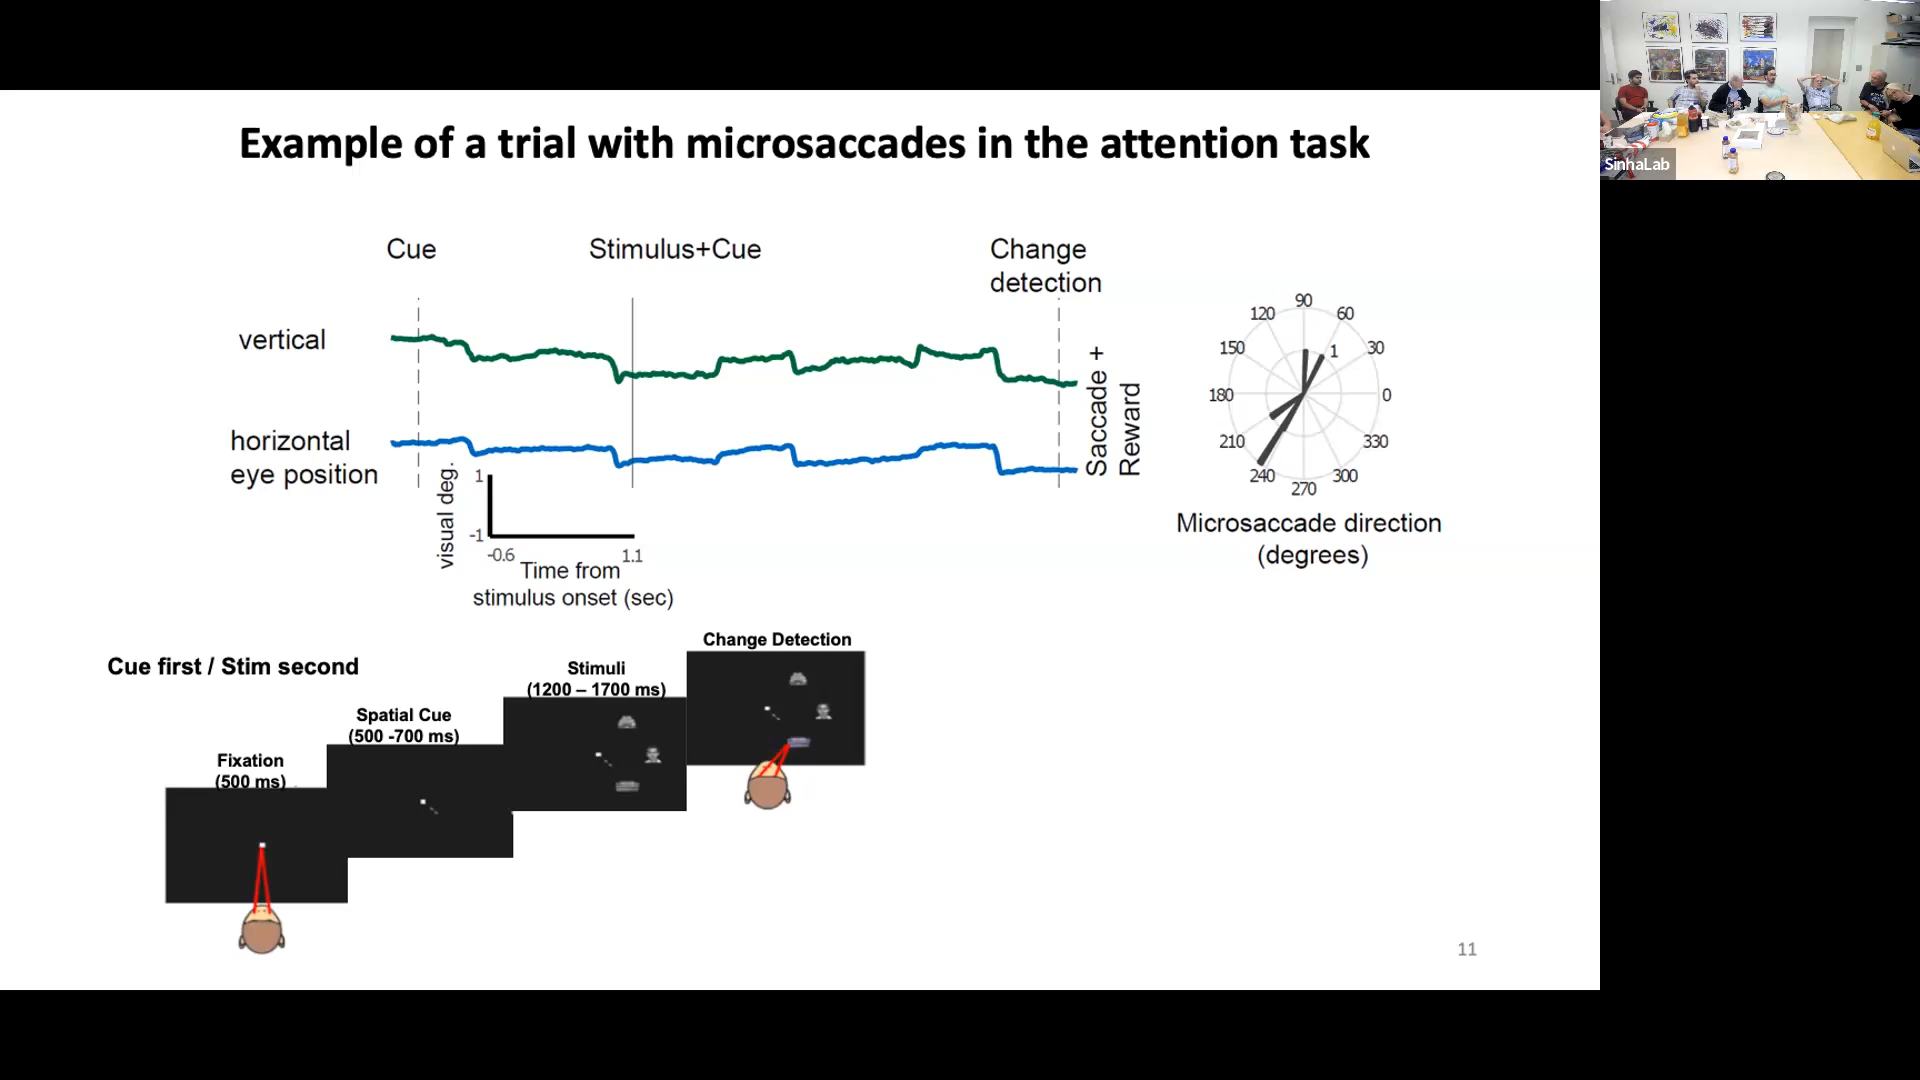 Example of a trial with microsaccades in the attention task
SinhaLab
Cue
Stimulus+Cue
Change
detection
vertical
horizontal
eye position
Saccade +
Reward
visual deg.
1
-1
-0.6
1.1
Time from
stimulus onset (sec)
90
120
60
150
1
30
180
0
210
330
240
300
270
Microsaccade direction
(degrees)
Cue first / Stim second
Fixation
(500 ms)
Spatial Cue
(500 -700 ms)
Stimuli
(1200 – 1700 ms)
Change Detection
11